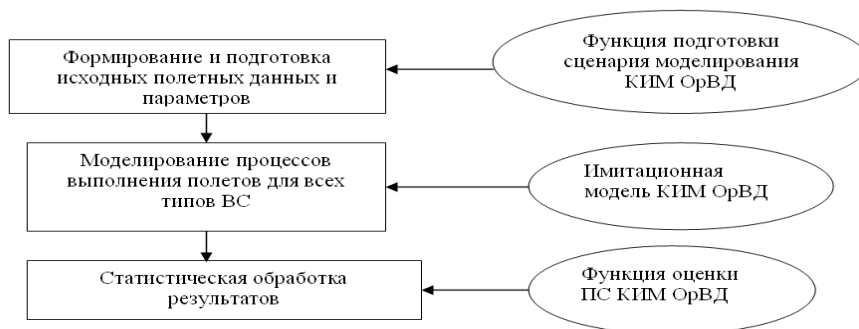 Формирование и подготовка
исходных полетных данных и
параметров
Функция подготовки
сценария моделирования
КИМ ОрВД
Моделирование процессов
выполнения полетов для всех
типов ВС
Имитационная
модель КИМ ОрВД
Статистическая обработка
результатов
Функция оценки
ПС КИМ ОрВД